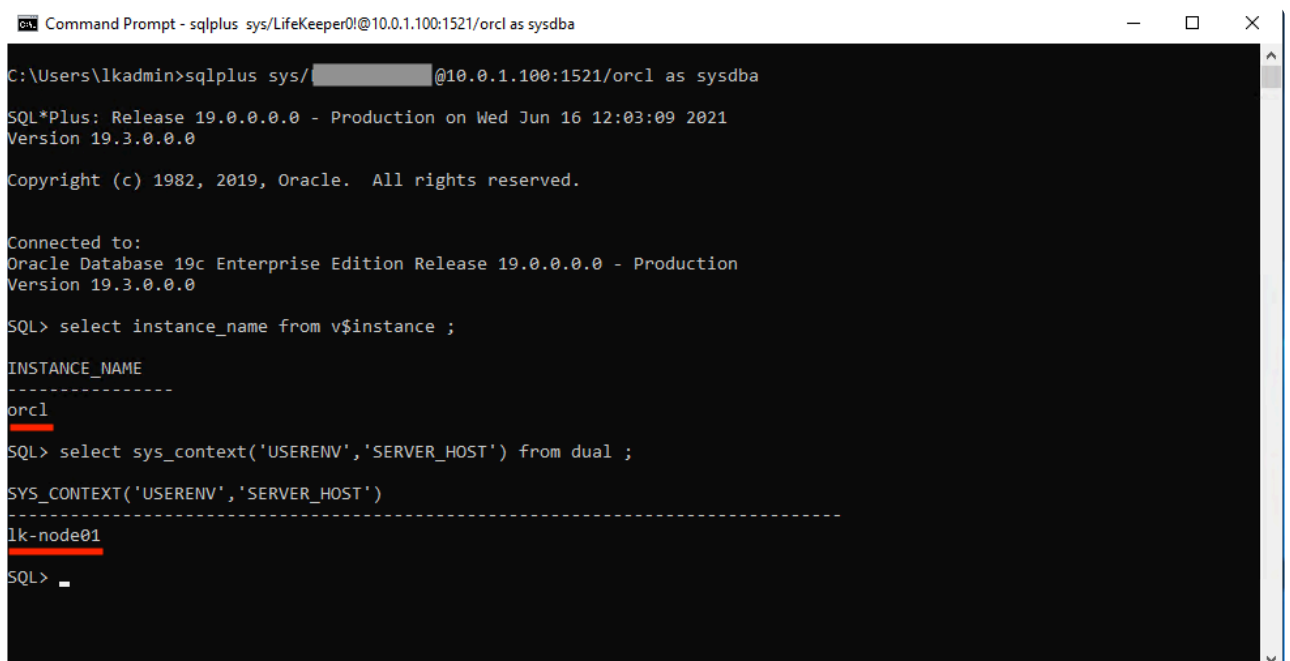 Command Prompt - sqlplus sys/LifeKeeper0!@10.0.1.100:1521/orcl as sysdba
C:\Users\lkadmin>sqlplus sys/ @10.0.1.100:1521/orcl as sysdba
SQL*Plus: Release 19.0.0.0.0 - Production on Wed Jun 16 12:03:09 2021
Version 19.3.0.0.0
Copyright (c) 1982, 2019, Oracle.  All rights reserved.
Connected to:
Oracle Database 19c Enterprise Edition Release 19.0.0.0.0 - Production
Version 19.3.0.0.0
SQL> select instance_name from v$instance ;
INSTANCE_NAME
----------------
orcl
SQL> select sys_context('USERENV','SERVER_HOST') from dual ;
SYS_CONTEXT('USERENV','SERVER_HOST')
--------------------------------------------------------------------------------
lk-node01
SQL> _